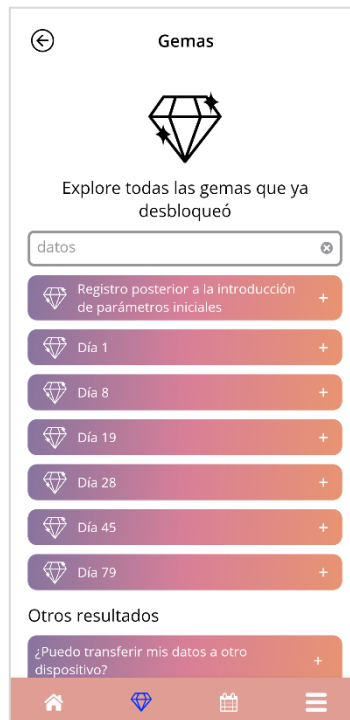 Gemas
Explore todas las gemas que ya
desbloqueó
datos
Registro posterior a la introducción
de parámetros iniciales
+
Día 1
+
Día 8
+
Día 19
+
Día 28
+
Día 45
+
Día 79
+
Otros resultados
¿Puedo transferir mis datos a otro
dispositivo?
+